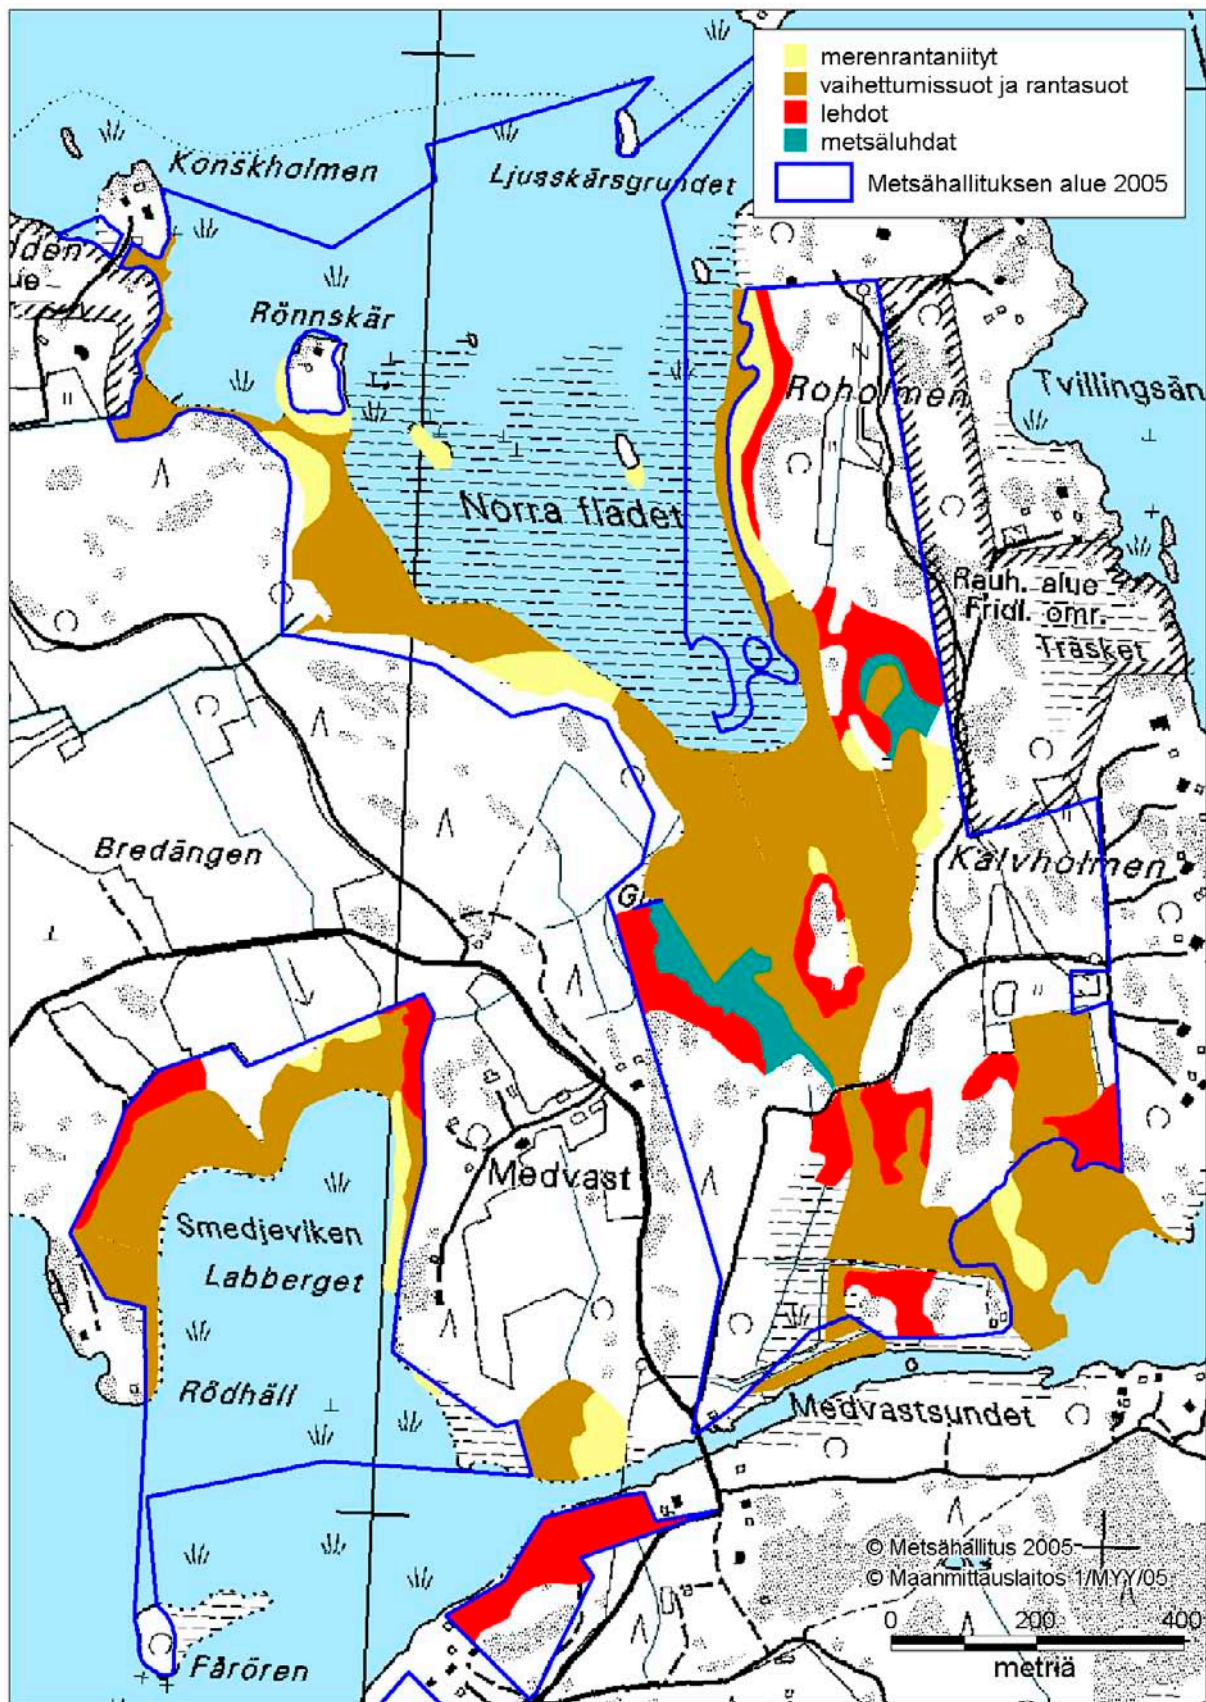 merenrantaniityt
vaihettumissuot ja rantasuot
lehdot
metsäluhdat
Metsähallituksen alue 2005
Konskholmen
Ljusskärsgrundet
dden
ue
Rönnskär
Roholmen
Tvillingsän
Norra fladet
Rauh. alue
Fridl. omr.
Träsket
Bredängen
Kalvholmen
G
Medvast
Smedjeviken
Labberget
Rödhäll
Medvastsundet
© Metsähallitus 2005
© Maanmittauslaitos 1/MYY/05
0 200 400
metriä
Fårören